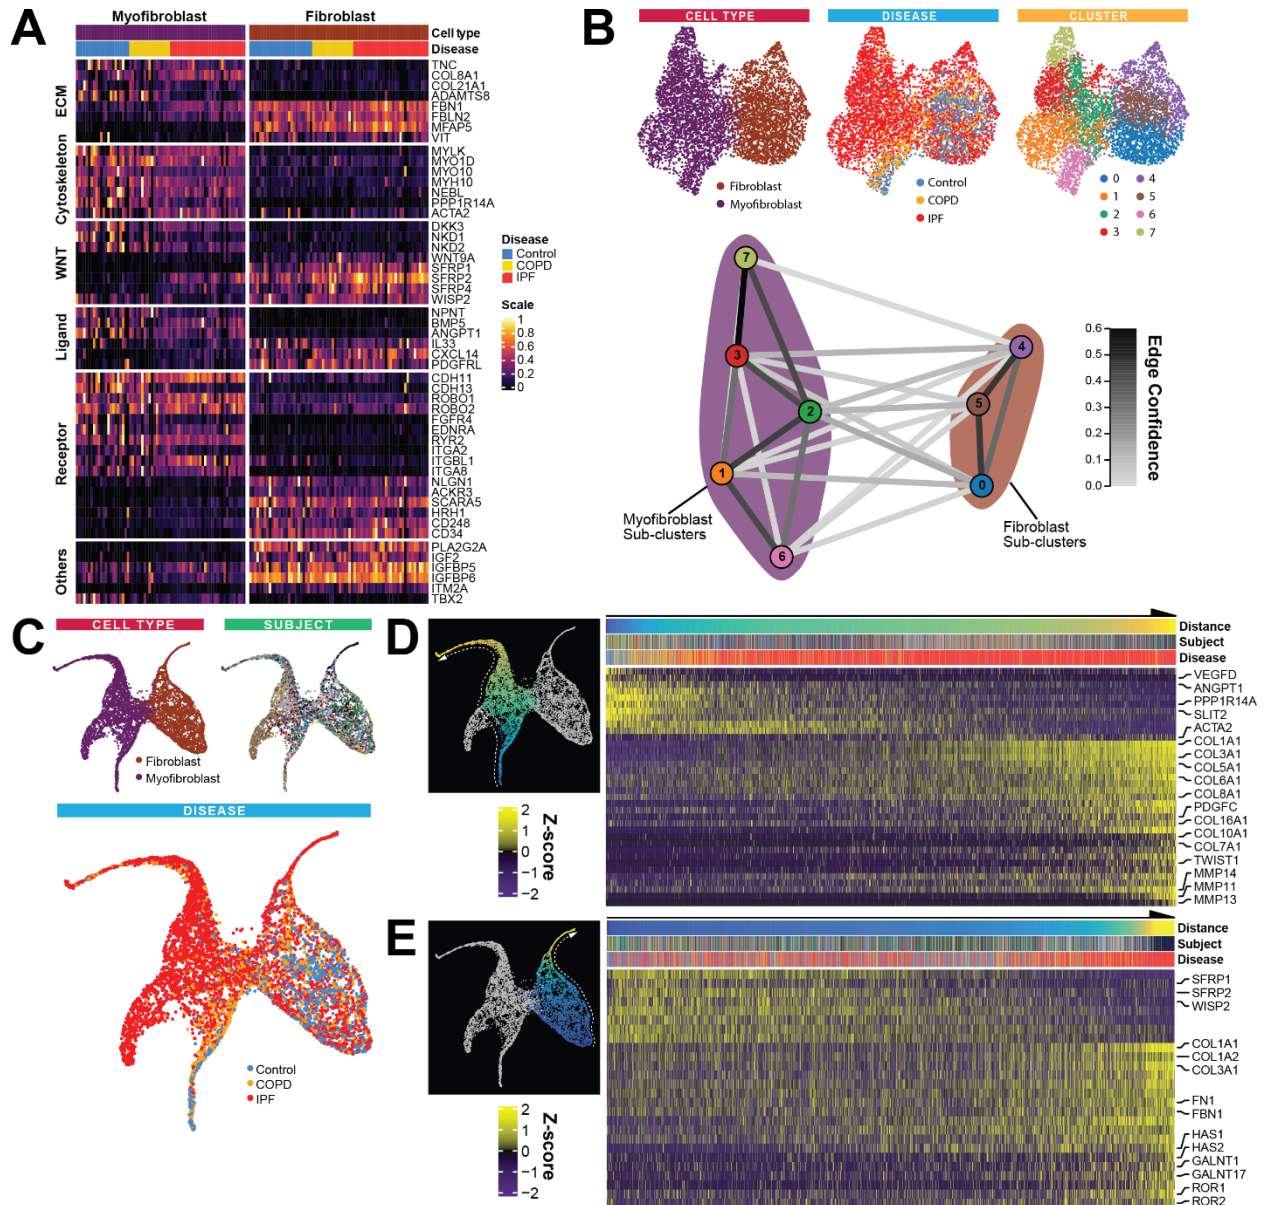 A
Myofibroblast
Fibroblast
Cell type
Disease
ECM
TNC
COL8A1
COL21A1
ADAMTS8
FBN1
FBLN2
MFAP5
VIT
Cytoskeleton
MYLK
MYO1D
MYO10
MYH10
NEBL
PPP1R14A
ACTA2
WNT
DKK3
NKD1
NKD2
WNT9A
SFRP1
SFRP2
SFRP4
WISP2
Ligand
NPNT
BMP5
ANGPT1
IL33
CXCL14
PDGFRL
Receptor
CDH11
CDH13
ROBO1
ROBO2
FGFR4
EDNRA
RYR2
ITGA2
ITGBL1
ITGA8
NLGN1
ACKR3
SCARA5
HRH1
CD248
CD34
Others
PLA2G2A
IGF2
IGFBP5
IGFBP6
ITM2A
TBX2
Disease
Control
COPD
IPF
Scale
1
0.8
0.6
0.4
0.2
0
B
CELL TYPE
DISEASE
CLUSTER
Fibroblast
Myofibroblast
Control
COPD
IPF
0
4
1
5
2
6
3
7
7
3
2
1
6
4
5
0
Myofibroblast
Sub-clusters
Fibroblast
Sub-clusters
0.6
0.5
0.4
0.3
0.2
0.1
0.0
Edge Confidence
C
CELL TYPE
SUBJECT
Fibroblast
Myofibroblast
DISEASE
Control
COPD
IPF
D
2
1
0
−1
−2
Z-score
Distance
Subject
Disease
VEGFD
ANGPT1
PPP1R14A
SLIT2
ACTA2
COL1A1
COL3A1
COL5A1
COL6A1
COL8A1
PDGFC
COL16A1
COL10A1
COL7A1
TWIST1
MMP14
MMP11
MMP13
E
2
1
0
−1
−2
Z-score
Distance
Subject
Disease
SFRP1
SFRP2
WISP2
COL1A1
COL1A2
COL3A1
FN1
FBN1
HAS1
HAS2
GALNT1
GALNT17
ROR1
ROR2